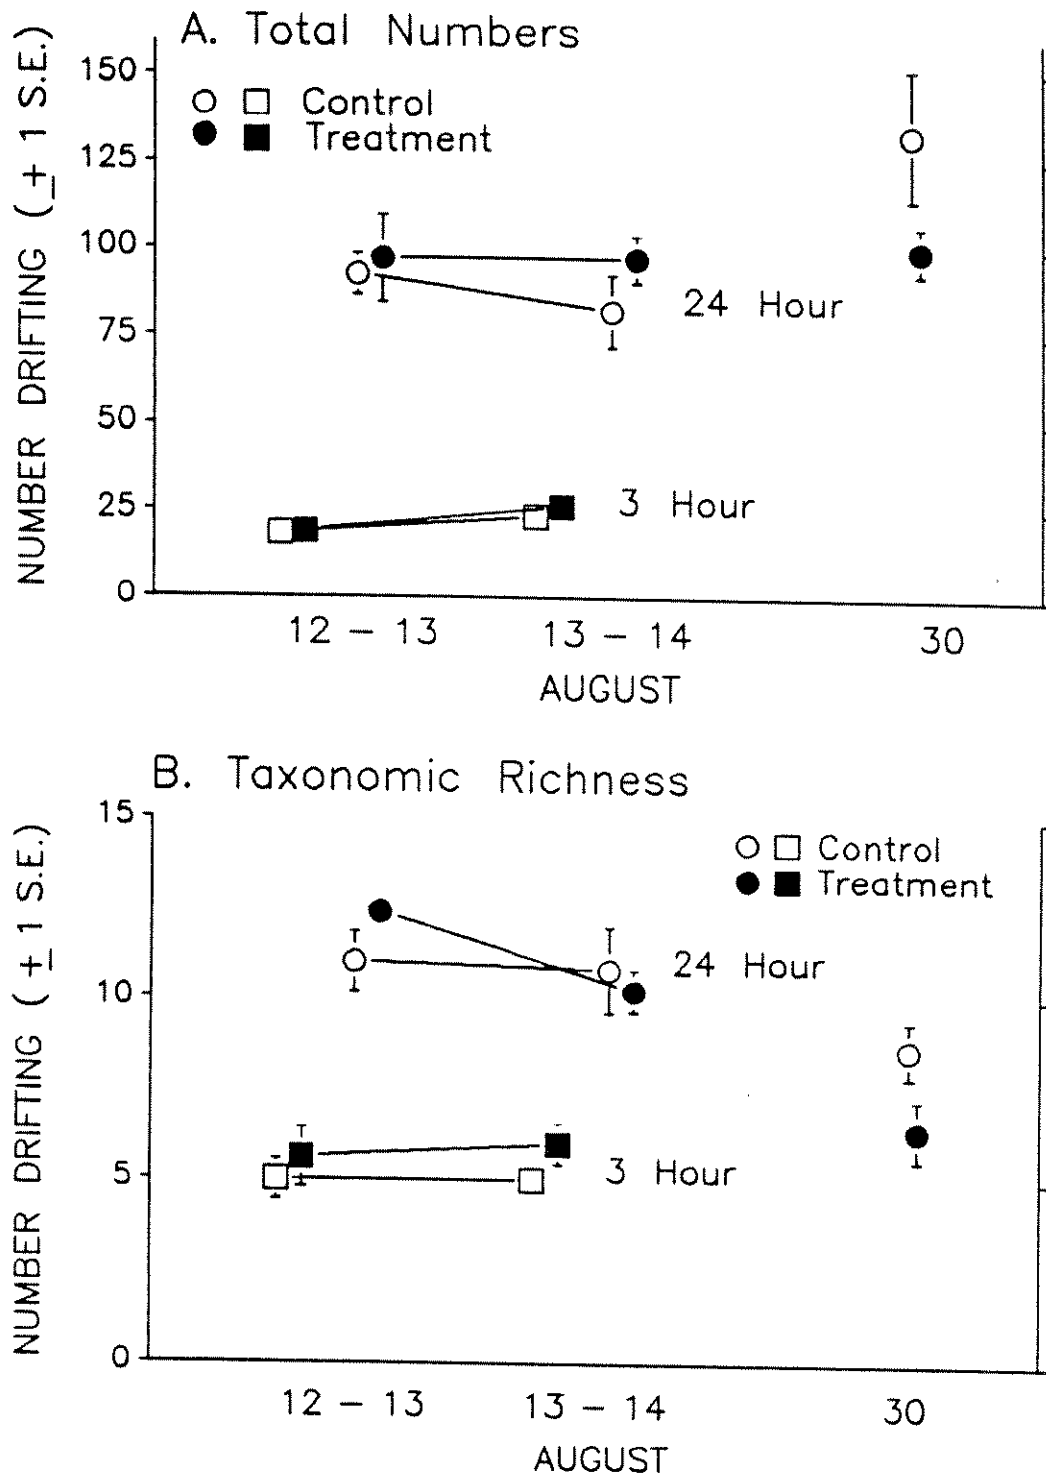 A. Total Numbers
NUMBER DRIFTING (± 1 S.E.)
150
125
100
75
50
25
0
Control
Treatment
24 Hour
3 Hour
12 – 13 13 – 14 30
AUGUST
B. Taxonomic Richness
NUMBER DRIFTING (± 1 S.E.)
15
10
5
0
Control
Treatment
24 Hour
3 Hour
12 – 13 13 – 14 30
AUGUST